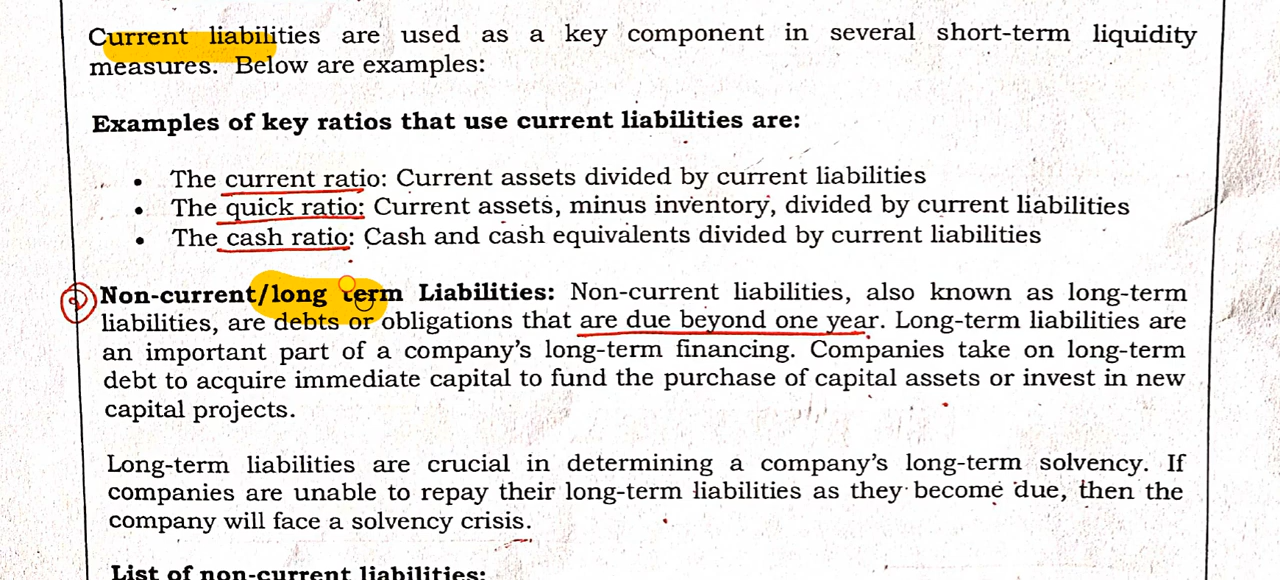 Current liabilities are used as a key component in several short-term liquidity
measures. Below are examples:
Examples of key ratios that use current liabilities are:
• The current ratio: Current assets divided by current liabilities
• The quick ratio: Current assets, minus inventory, divided by current liabilities
• The cash ratio: Cash and cash equivalents divided by current liabilities
Non-current/long term Liabilities: Non-current liabilities, also known as long-term
liabilities, are debts or obligations that are due beyond one year. Long-term liabilities are
an important part of a company's long-term financing. Companies take on long-term
debt to acquire immediate capital to fund the purchase of capital assets or invest in new
capital projects.
Long-term liabilities are crucial in determining a company's long-term solvency. If
companies are unable to repay their long-term liabilities as they become due, then the
company will face a solvency crisis.
List of non-current liabilities: